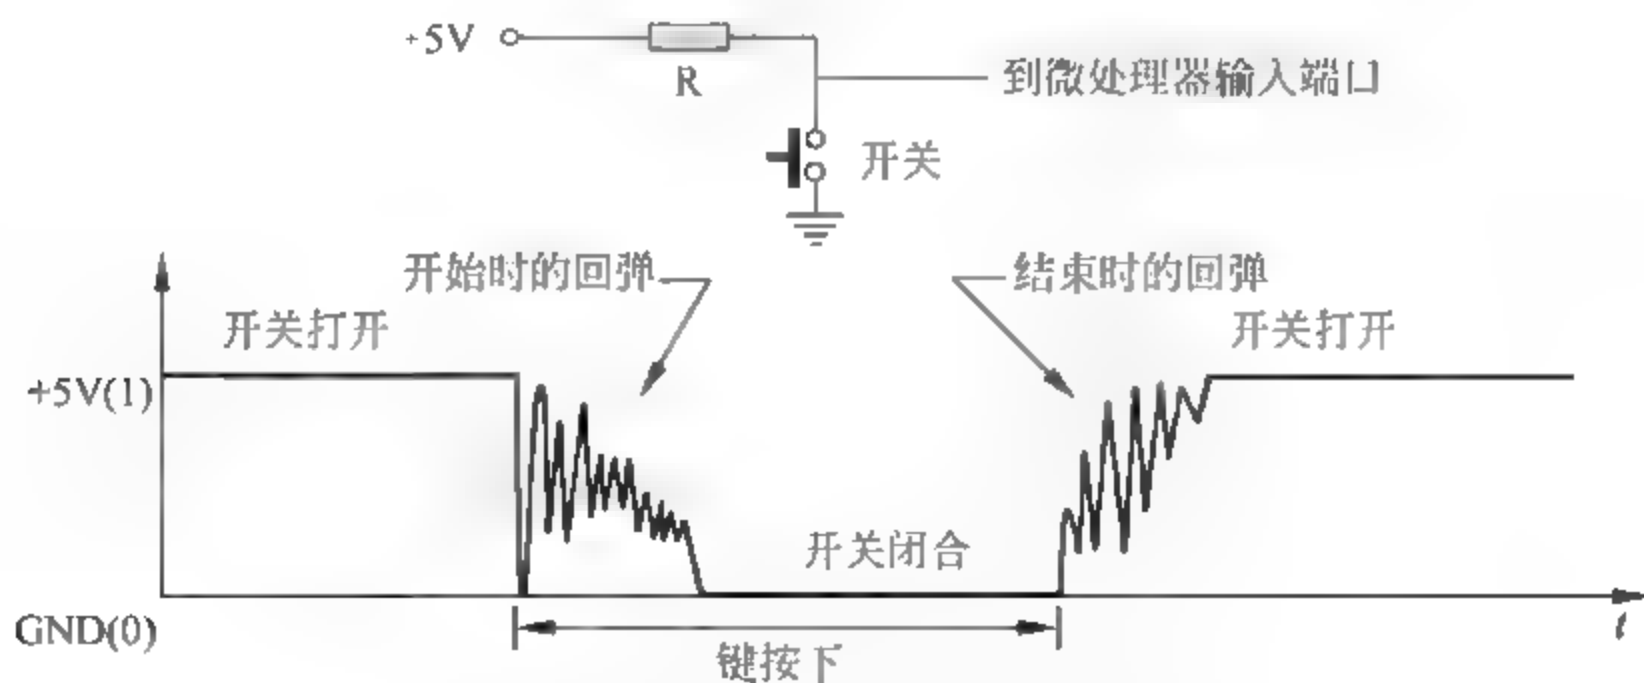 +5V
R
到微处理器输入端口
开关
开始时的回弹
结束时的回弹
开关打开
开关打开
+5V(1)
开关闭合
GND(0)
t
键按下